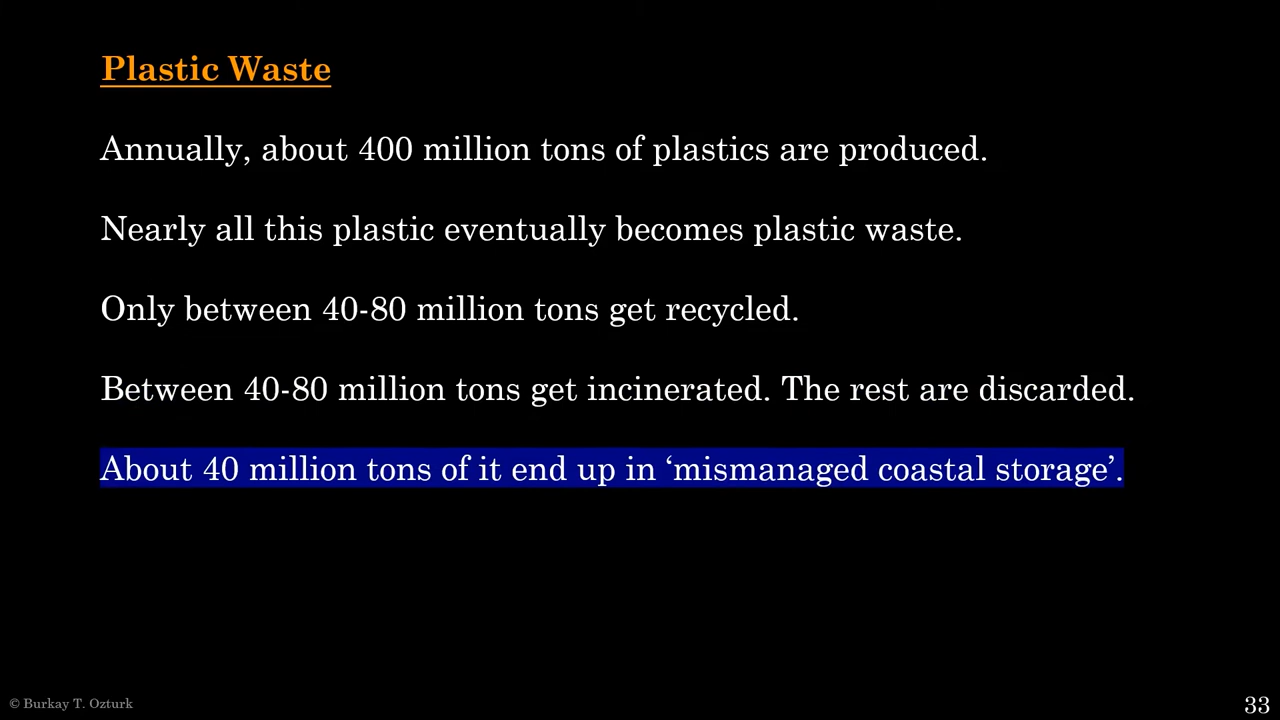 Plastic Waste
Annually, about 400 million tons of plastics are produced.
Nearly all this plastic eventually becomes plastic waste.
Only between 40-80 million tons get recycled.
Between 40-80 million tons get incinerated. The rest are discarded.
About 40 million tons of it end up in ‘mismanaged coastal storage’.
© Burkay T. Ozturk
33